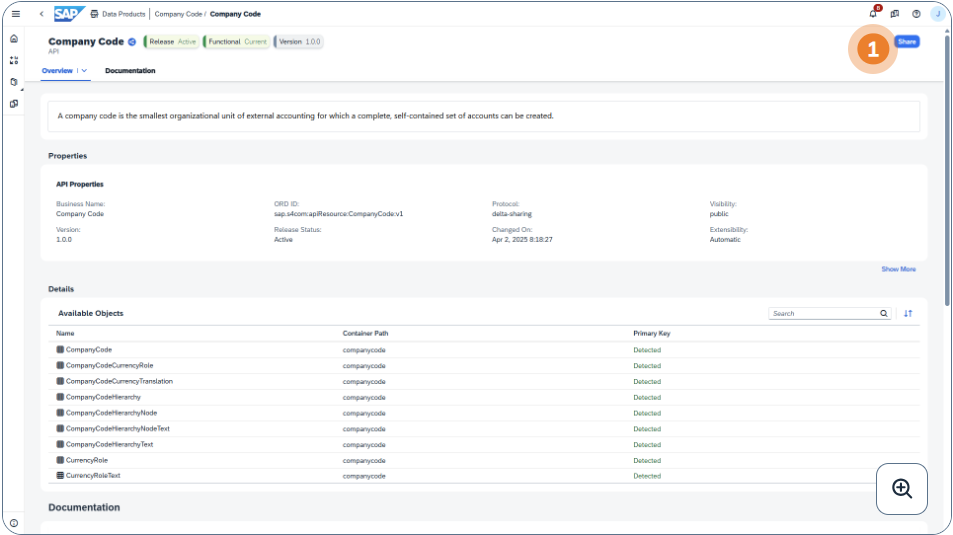 SAP Data Products Company Code / Company Code 8 J
Company Code Release Active Functional Current Version 1.0.0 1 Share
API
Overview Documentation
A company code is the smallest organizational unit of external accounting for which a complete, self-contained set of accounts can be created.
Properties
API Properties
Business Name: ORD ID: Protocol: Visibility:
Company Code sap.s4com:apiResource:CompanyCode:v1 delta-sharing public
Version: Release Status: Changed On: Extensibility:
1.0.0 Active Apr 2, 2025 8:18:27 Automatic
Show More
Details
Available Objects Search
Name Container Path Primary Key
CompanyCode companycode Detected
CompanyCodeCurrencyRole companycode Detected
CompanyCodeCurrencyTranslation companycode Detected
CompanyCodeHierarchy companycode Detected
CompanyCodeHierarchyNode companycode Detected
CompanyCodeHierarchyNodeText companycode Detected
CompanyCodeHierarchyText companycode Detected
CurrencyRole companycode Detected
CurrencyRoleText companycode Detected
Documentation